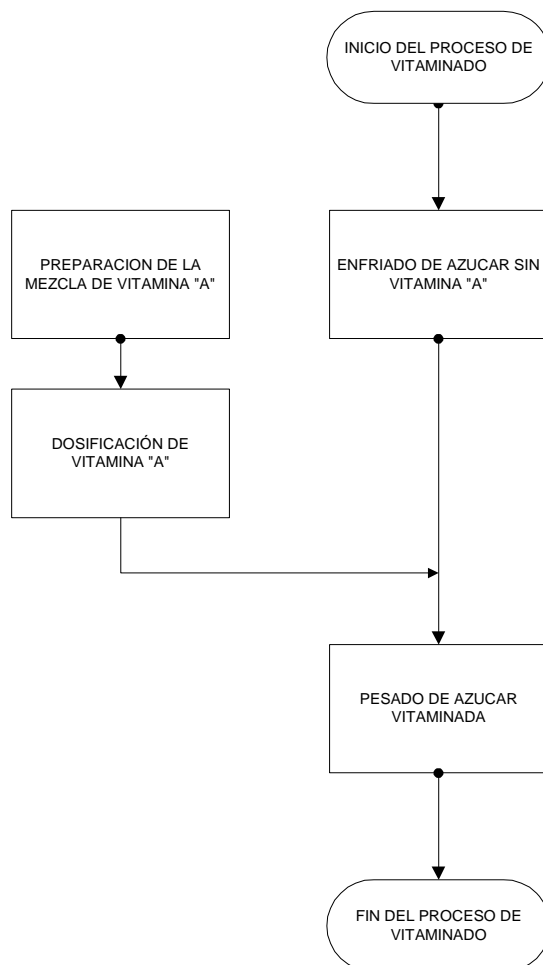 INICIO DEL PROCESO DE
VITAMINADO
PREPARACION DE LA
MEZCLA DE VITAMINA "A"
ENFRIADO DE AZUCAR SIN
VITAMINA "A"
DOSIFICACIÓN DE
VITAMINA "A"
PESADO DE AZUCAR
VITAMINADA
FIN DEL PROCESO DE
VITAMINADO